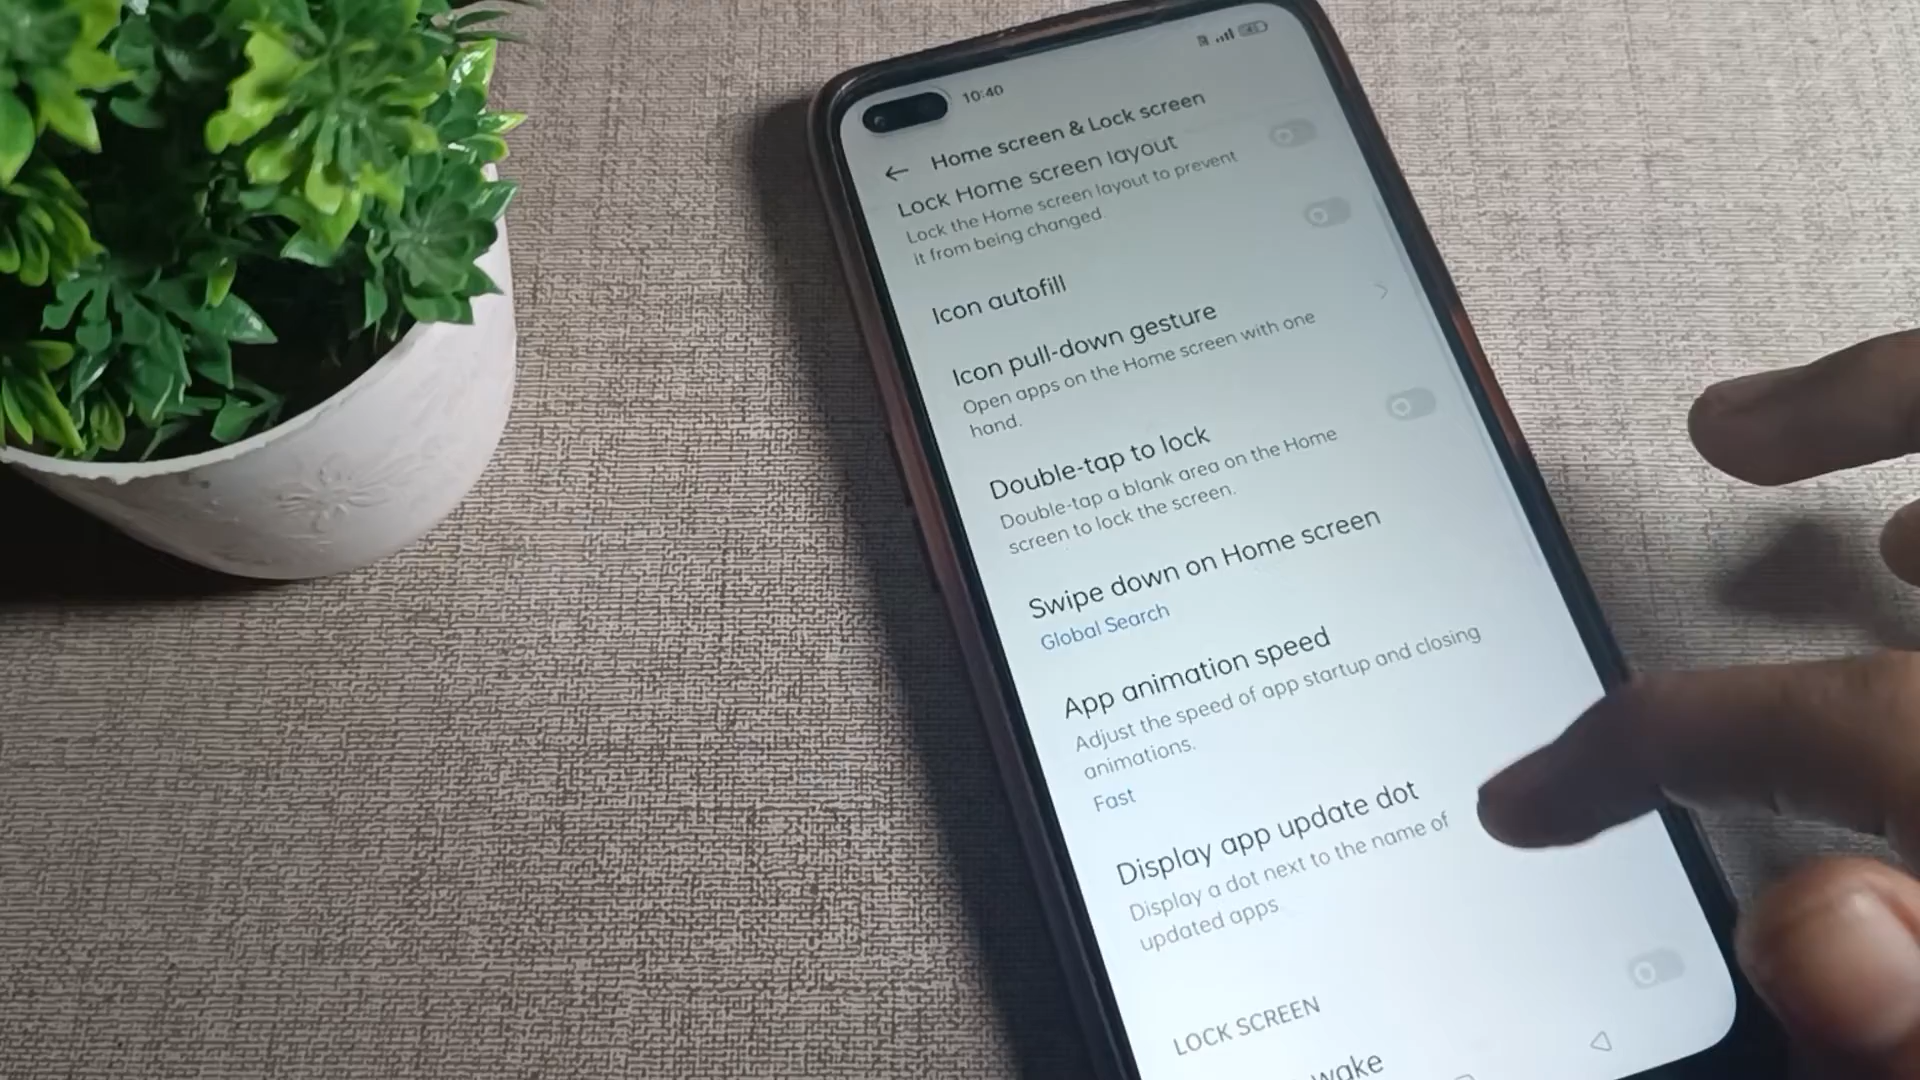 10:40
Home screen & Lock screen
Lock Home screen layout
Lock the Home screen layout to prevent
it from being changed.
Icon autofill
Icon pull-down gesture
Open apps on the Home screen with one
hand.
Double-tap to lock
Double-tap a blank area on the Home
screen to lock the screen.
Swipe down on Home screen
Global Search
App animation speed
Adjust the speed of app startup and closing
animations.
Fast
Display app update dot
Display a dot next to the name of
updated apps
LOCK SCREEN
wake